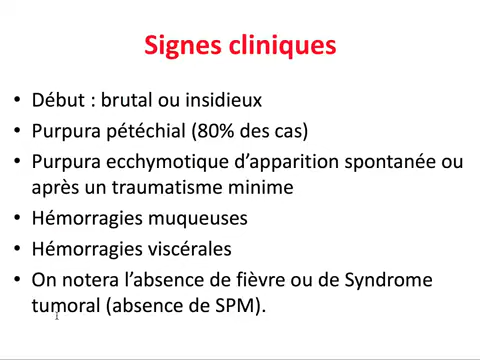 Signes cliniques
• Début : brutal ou insidieux
• Purpura pétéchial (80% des cas)
• Purpura ecchymotique d’apparition spontanée ou
après un traumatisme minime
• Hémorragies muqueuses
• Hémorragies viscérales
• On notera l’absence de fièvre ou de Syndrome
tumoral (absence de SPM).